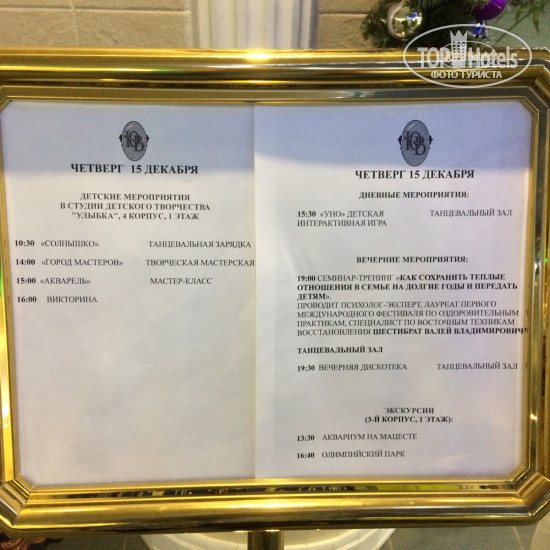 TOPHotels
ФОТО ТУРИСТА
ЮВ
ЧЕТВЕРГ 15 ДЕКАБРЯ
ДЕТСКИЕ МЕРОПРИЯТИЯ
В СТУДИИ ДЕТСКОГО ТВОРЧЕСТВА
"УЛЫБКА", 4 КОРПУС, 1 ЭТАЖ
10:30 «СОЛНЫШКО» ТАНЦЕВАЛЬНАЯ ЗАРЯДКА
14:00 «ГОРОД МАСТЕРОВ» ТВОРЧЕСКАЯ МАСТЕРСКАЯ
15:00 «АКВАРЕЛЬ» МАСТЕР-КЛАСС
16:00 ВИКТОРИНА
ЮВ
ЧЕТВЕРГ 15 ДЕКАБРЯ
ДНЕВНЫЕ МЕРОПРИЯТИЯ:
15:30 «УНО» ДЕТСКАЯ ТАНЦЕВАЛЬНЫЙ ЗАЛ
ИНТЕРАКТИВНАЯ ИГРА
ВЕЧЕРНИЕ МЕРОПРИЯТИЯ:
19:00 СЕМИНАР-ТРЕНИНГ «КАК СОХРАНИТЬ ТЕПЛЫЕ
ОТНОШЕНИЯ В СЕМЬЕ НА ДОЛГИЕ ГОДЫ И ПЕРЕДАТЬ
ДЕТЯМ».
ПРОВОДИТ ПСИХОЛОГ-ЭКСПЕРТ, ЛАУРЕАТ ПЕРВОГО
МЕЖДУНАРОДНОГО ФЕСТИВАЛЯ ПО ОЗДОРОВИТЕЛЬНЫМ
ПРАКТИКАМ, СПЕЦИАЛИСТ ПО ВОСТОЧНЫМ ТЕХНИКАМ
ВОССТАНОВЛЕНИЯ ШЕСТИБРАТ ВАЛЕЙ ВЛАДИМИРОВИЧ
ТАНЦЕВАЛЬНЫЙ ЗАЛ
19:30 ВЕЧЕРНЯЯ ДИСКОТЕКА ТАНЦЕВАЛЬНЫЙ ЗАЛ
ЭКСКУРСИИ
(3-Й КОРПУС, 1 ЭТАЖ):
13:30 АКВАРИУМ НА МАЦЕСТЕ
16:40 ОЛИМПИЙСКИЙ ПАРК